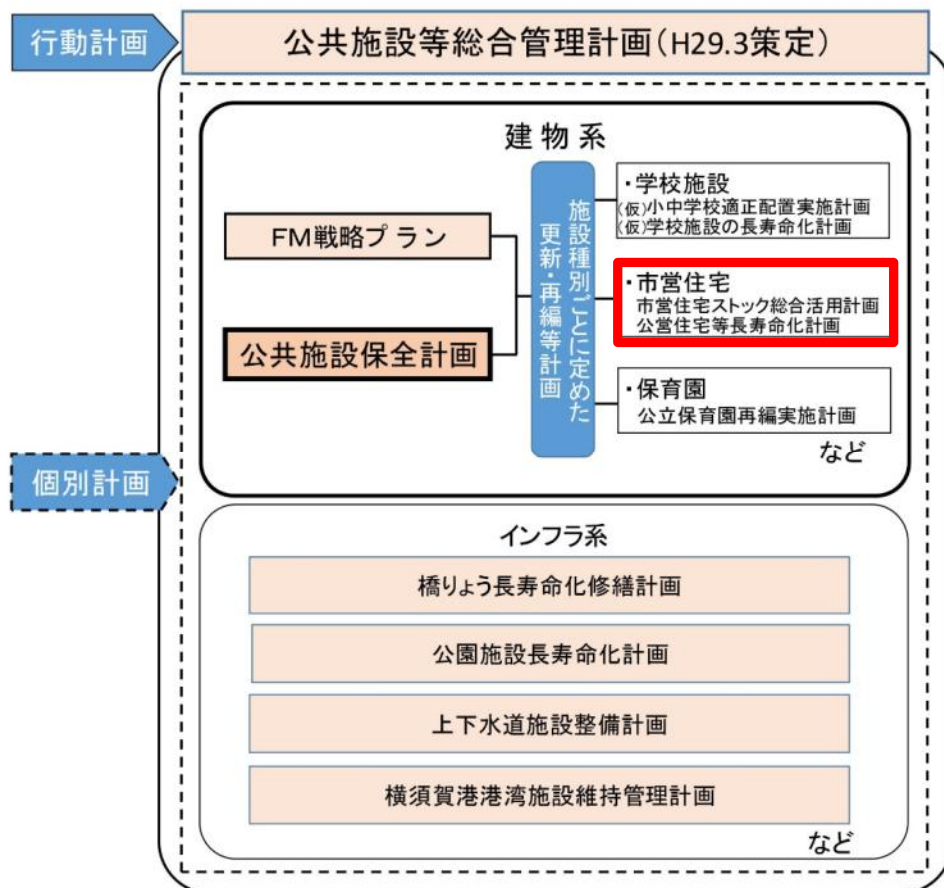 行動計画
公共施設等総合管理計画(H29.3策定)
建物系
FM戦略プラン
公共施設保全計画
施設種別ごとに定めた
更新・再編等計画
・学校施設
(仮)小中学校適正配置実施計画
(仮)学校施設の長寿命化計画
・市営住宅
市営住宅ストック総合活用計画
公営住宅等長寿命化計画
・保育園
公立保育園再編実施計画
など
個別計画
インフラ系
橋りょう長寿命化修繕計画
公園施設長寿命化計画
上下水道施設整備計画
横須賀港港湾施設維持管理計画
など